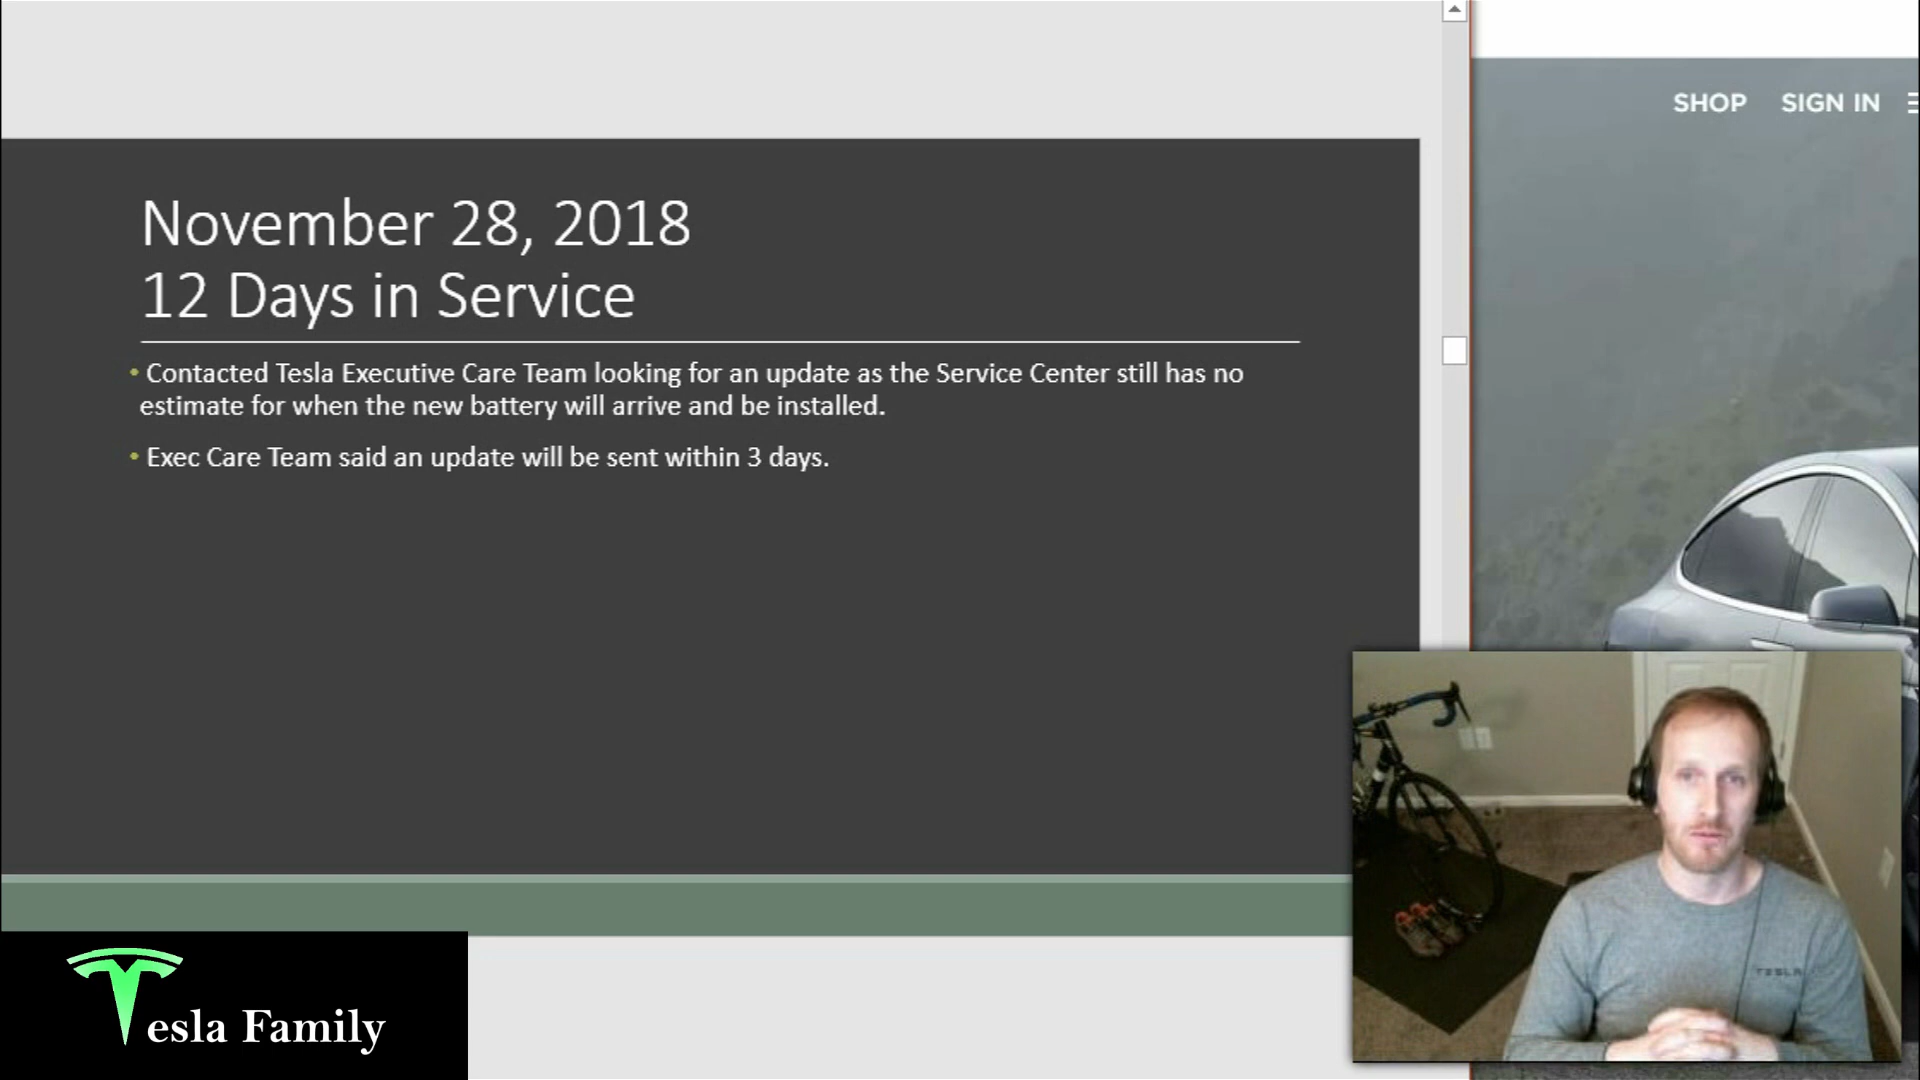 SHOP SIGN IN
November 28, 2018
12 Days in Service
• Contacted Tesla Executive Care Team looking for an update as the Service Center still has no
estimate for when the new battery will arrive and be installed.
• Exec Care Team said an update will be sent within 3 days.
TESLA
Tesla Family